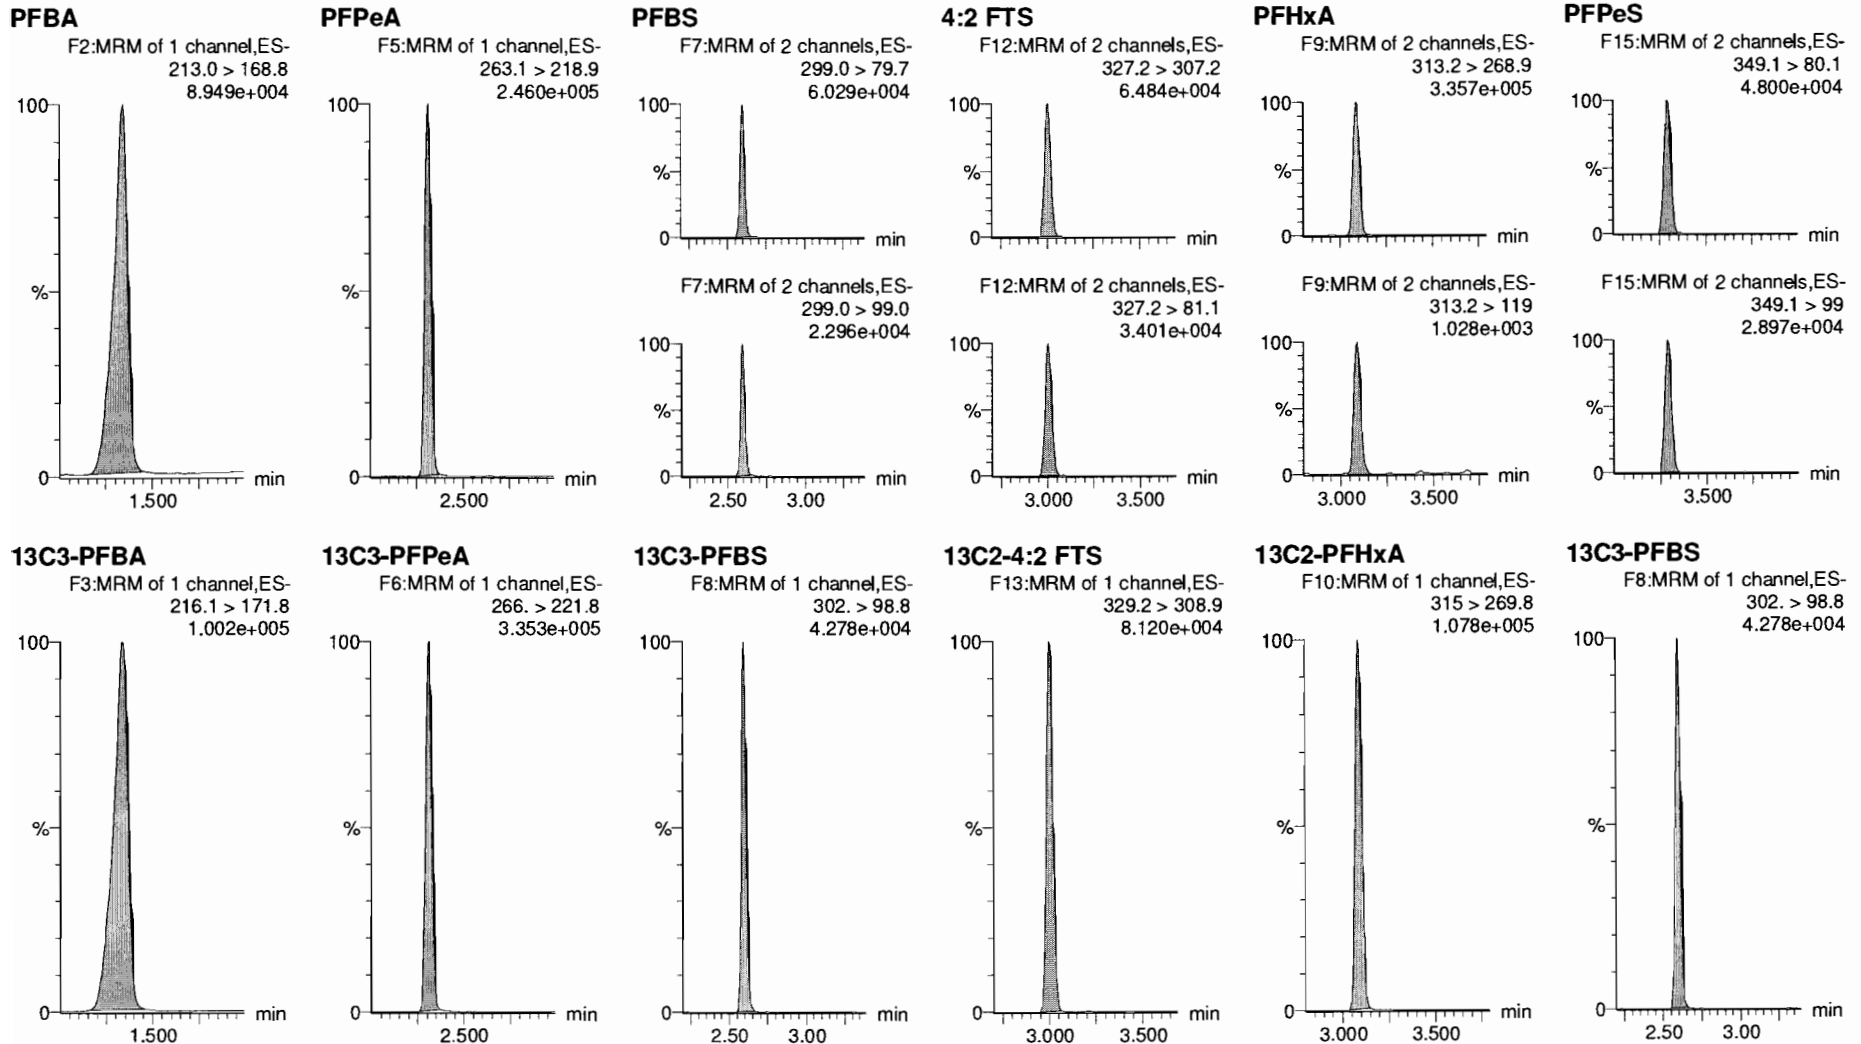 PFBA
F2:MRM of 1 channel,ES-
213.0 > 168.8
8.949e+004
100
%
0
min
1.500
PFPeA
F5:MRM of 1 channel,ES-
263.1 > 218.9
2.460e+005
100
%
0
min
2.500
PFBS
F7:MRM of 2 channels,ES-
299.0 > 79.7
6.029e+004
100
%
0
min
F7:MRM of 2 channels,ES-
299.0 > 99.0
2.296e+004
100
%
0
min
2.50 3.00
4:2 FTS
F12:MRM of 2 channels,ES-
327.2 > 307.2
6.484e+004
100
%
0
min
F12:MRM of 2 channels,ES-
327.2 > 81.1
3.401e+004
100
%
0
min
3.000 3.500
PFHxA
F9:MRM of 2 channels,ES-
313.2 > 268.9
3.357e+005
100
%
0
min
F9:MRM of 2 channels,ES-
313.2 > 119
1.028e+003
100
%
0
min
3.000 3.500
PFPeS
F15:MRM of 2 channels,ES-
349.1 > 80.1
4.800e+004
100
%
0
min
F15:MRM of 2 channels,ES-
349.1 > 99
2.897e+004
100
%
0
min
3.500
13C3-PFBA
F3:MRM of 1 channel,ES-
216.1 > 171.8
1.002e+005
100
%
0
min
1.500
13C3-PFPeA
F6:MRM of 1 channel,ES-
266. > 221.8
3.353e+005
100
%
0
min
2.500
13C3-PFBS
F8:MRM of 1 channel,ES-
302. > 98.8
4.278e+004
100
%
0
min
2.50 3.00
13C2-4:2 FTS
F13:MRM of 1 channel,ES-
329.2 > 308.9
8.120e+004
100
%
0
min
3.000 3.500
13C2-PFHxA
F10:MRM of 1 channel,ES-
315 > 269.8
1.078e+005
100
%
0
min
3.000 3.500
13C3-PFBS
F8:MRM of 1 channel,ES-
302. > 98.8
4.278e+004
100
%
0
min
2.50 3.00